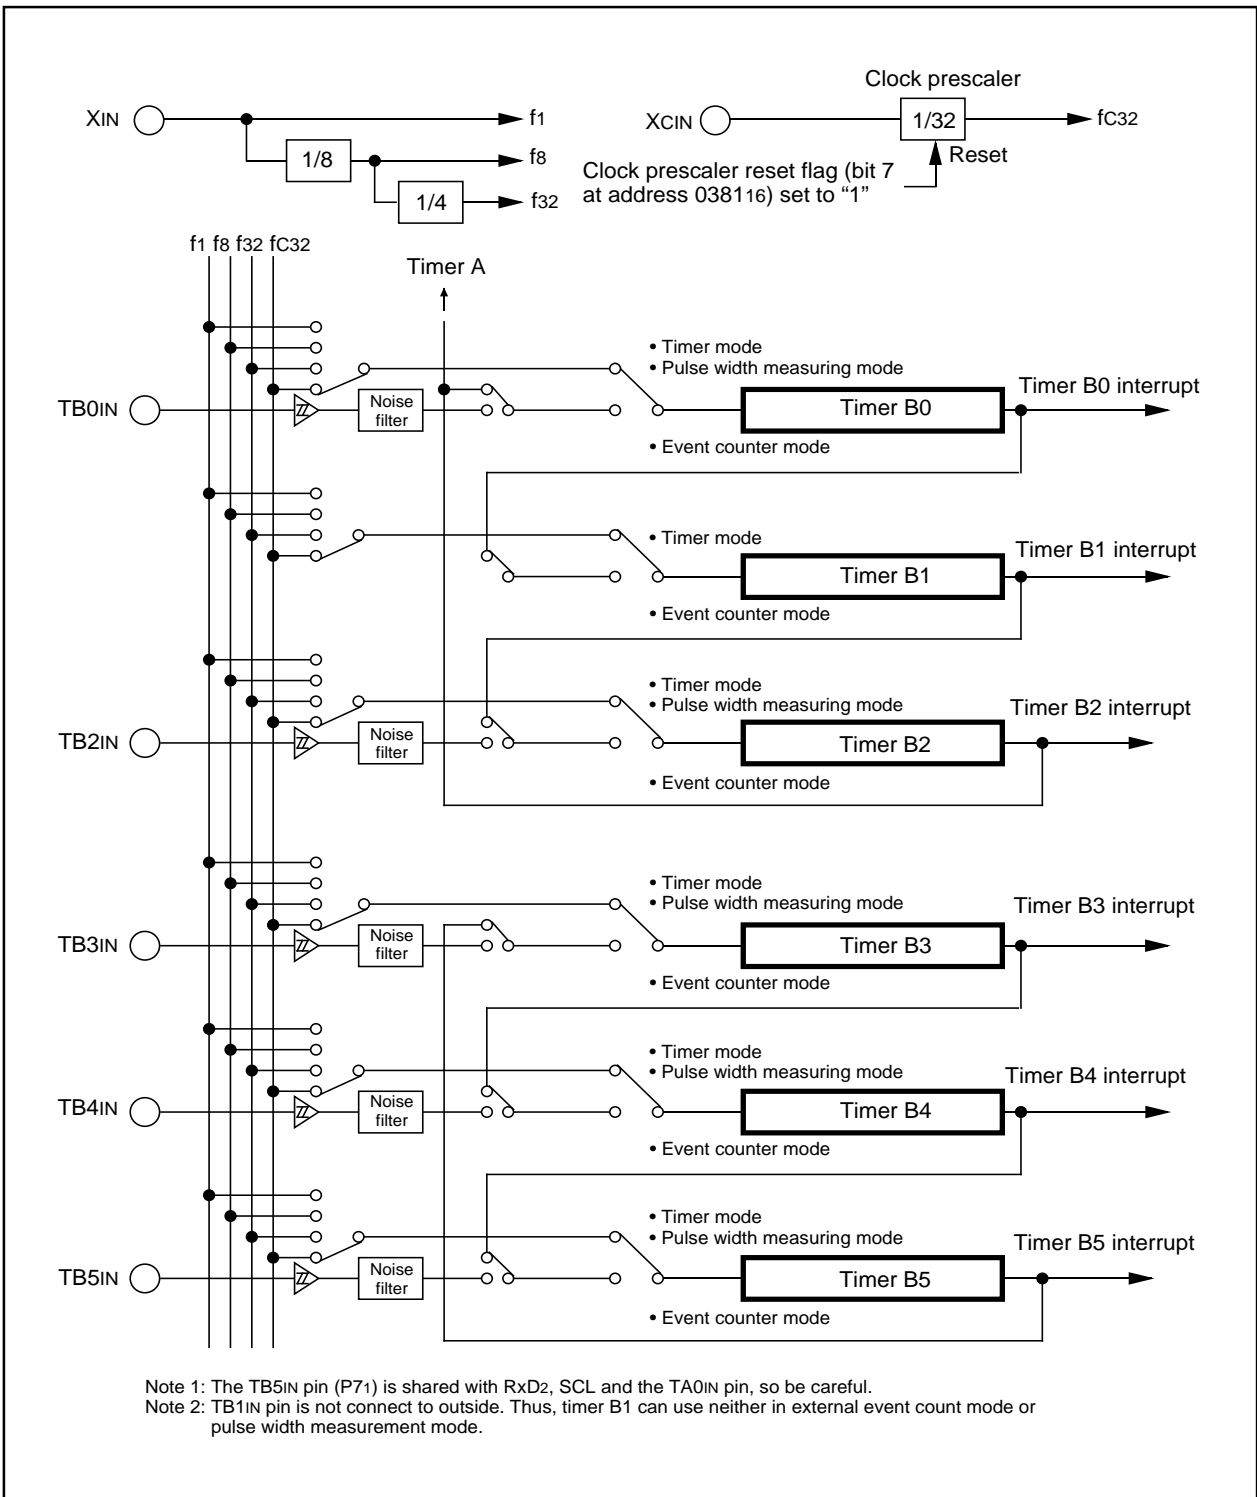 Clock prescaler
XIN
f1
XCIN
1/32
fC32
1/8
f8
Reset
Clock prescaler reset flag (bit 7
at address 038116) set to “1”
1/4
f32
f1 f8 f32 fC32
Timer A
• Timer mode
• Pulse width measuring mode
TB0IN
Noise
filter
Timer B0
Timer B0 interrupt
• Event counter mode
• Timer mode
Timer B1
Timer B1 interrupt
• Event counter mode
• Timer mode
• Pulse width measuring mode
TB2IN
Noise
filter
Timer B2
Timer B2 interrupt
• Event counter mode
• Timer mode
• Pulse width measuring mode
TB3IN
Noise
filter
Timer B3
Timer B3 interrupt
• Event counter mode
• Timer mode
• Pulse width measuring mode
TB4IN
Noise
filter
Timer B4
Timer B4 interrupt
• Event counter mode
• Timer mode
• Pulse width measuring mode
TB5IN
Noise
filter
Timer B5
Timer B5 interrupt
• Event counter mode
Note 1: The TB5IN pin (P71) is shared with RxD2, SCL and the TA0IN pin, so be careful.
Note 2: TB1IN pin is not connect to outside. Thus, timer B1 can use neither in external event count mode or
pulse width measurement mode.